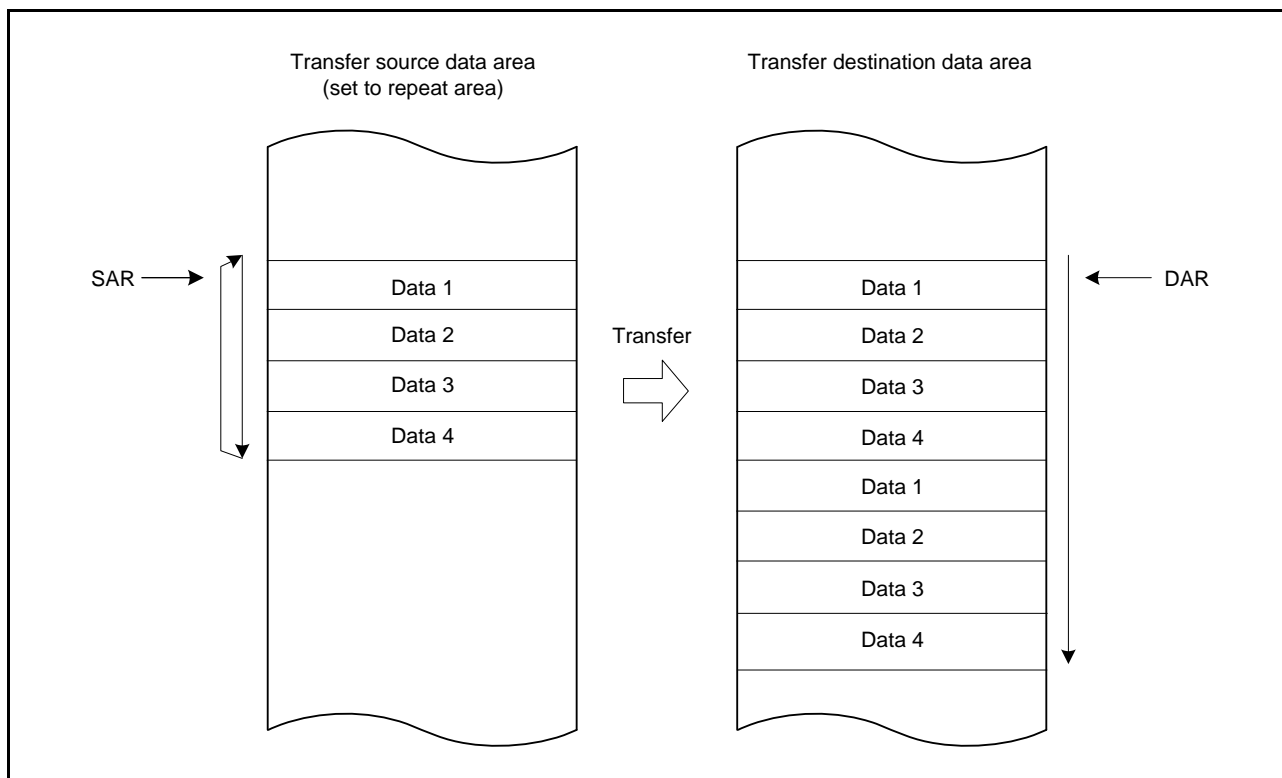 Transfer source data area
(set to repeat area)
Transfer destination data area
SAR
Data 1
Data 2
Data 3
Data 4
Transfer
Data 1
Data 2
Data 3
Data 4
Data 1
Data 2
Data 3
Data 4
DAR